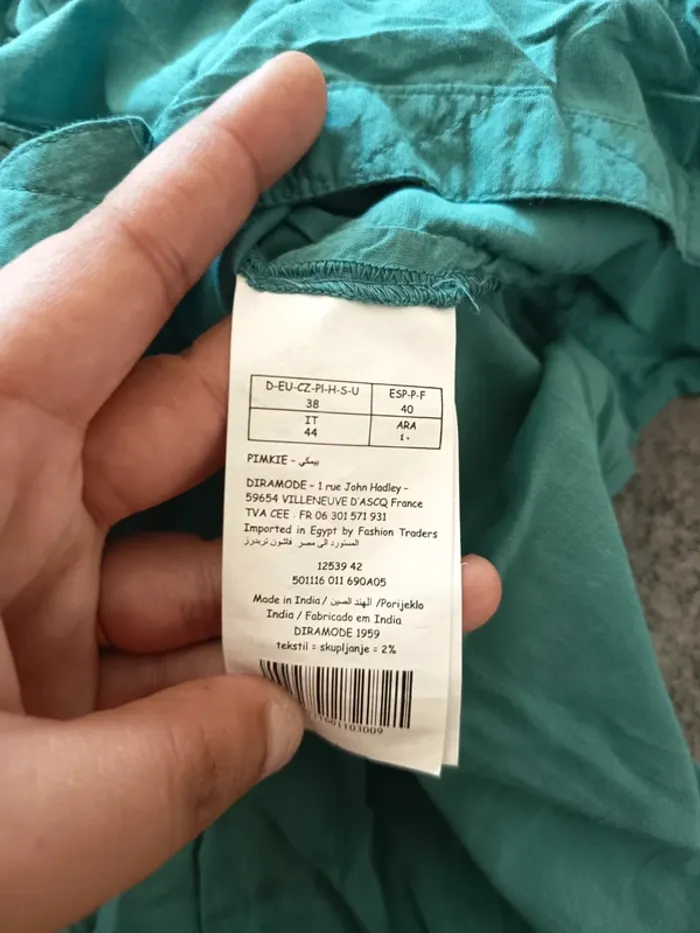 D-EU-CZ-PI-H-S-U
38
ESP-P-F
40
IT
44
ARA
٤٠
PIMKIE - بيمكي
DIRAMODE - 1 rue John Hadley -
59654 VILLENEUVE D'ASCQ France
TVA CEE : FR 06 301 571 931
Imported in Egypt by Fashion Traders
المستورد الى مصر فاشون تريدرز
12539 42
501116 011 690A05
Made in India / الهند الصين /Porijeklo
India / Fabricado em India
DIRAMODE 1959
tekstil = skupljanje = 2%